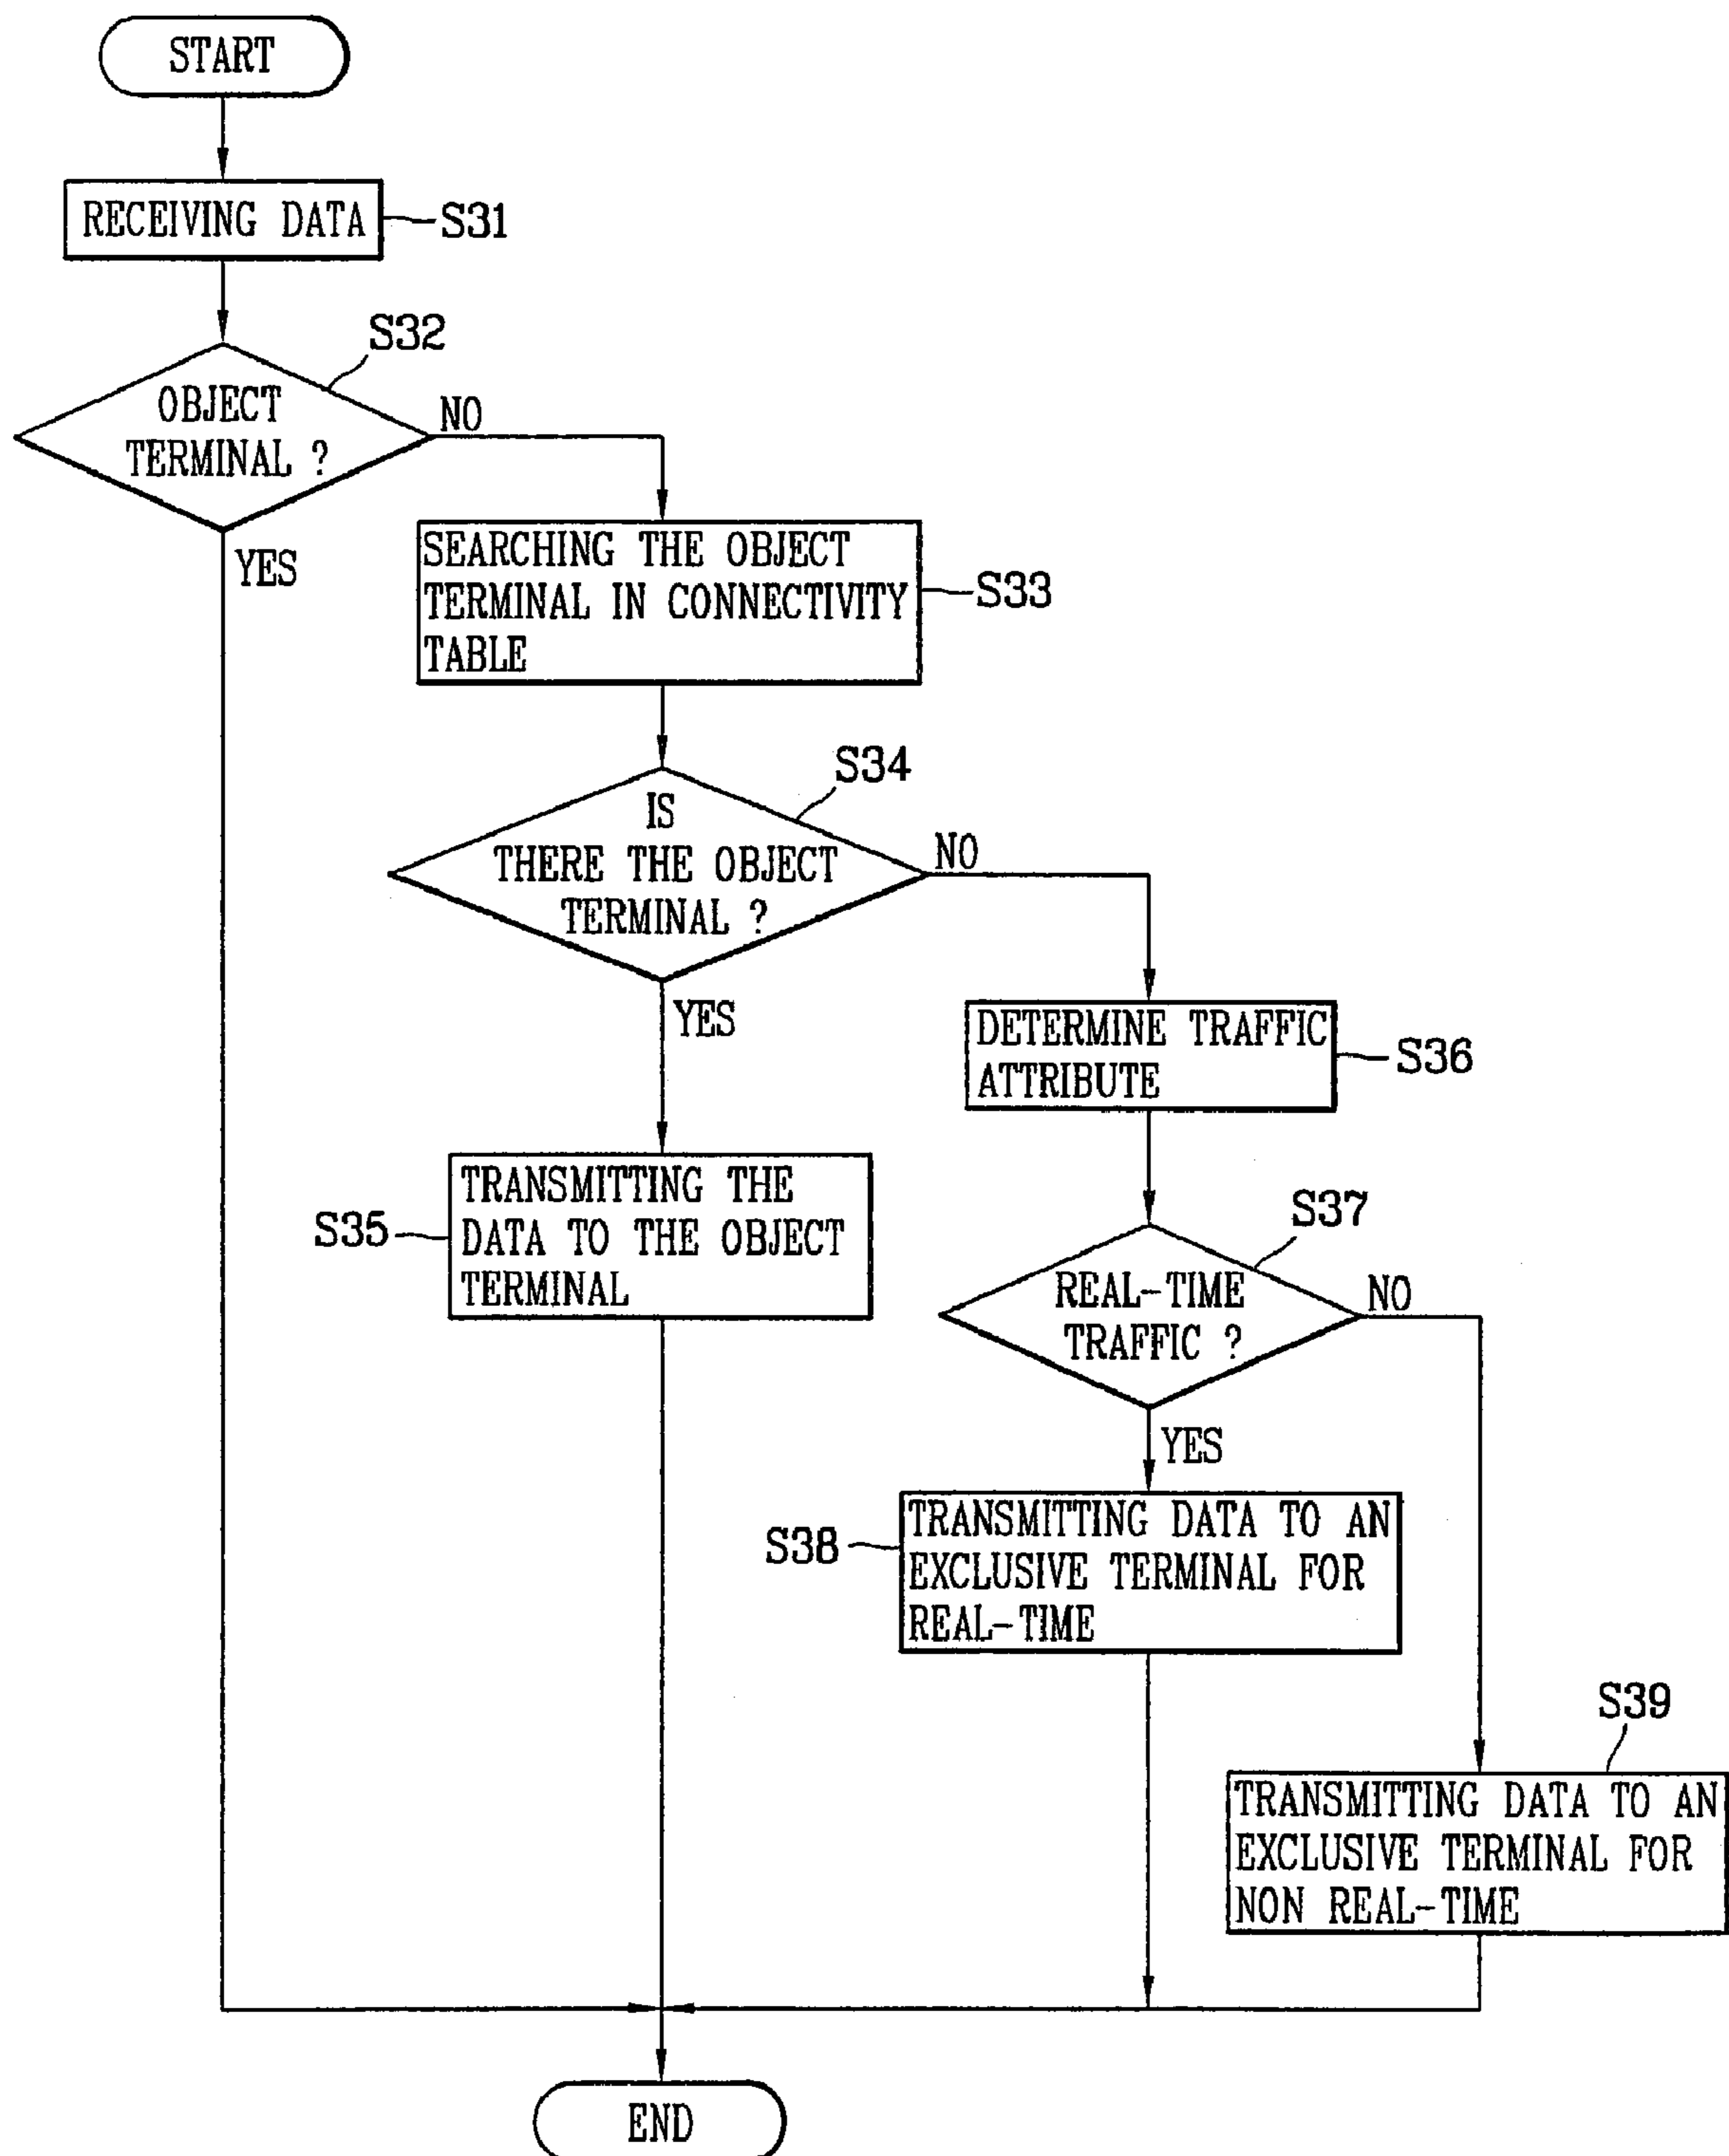 START
RECEIVING DATA
S31
S32
OBJECT
TERMINAL ?
NO
YES
SEARCHING THE OBJECT
TERMINAL IN CONNECTIVITY
TABLE
S33
S34
IS
THERE THE OBJECT
TERMINAL ?
NO
YES
DETERMINE TRAFFIC
ATTRIBUTE
S36
S35
TRANSMITTING THE
DATA TO THE OBJECT
TERMINAL
S37
REAL-TIME
TRAFFIC ?
NO
YES
S38
TRANSMITTING DATA TO AN
EXCLUSIVE TERMINAL FOR
REAL-TIME
S39
TRANSMITTING DATA TO AN
EXCLUSIVE TERMINAL FOR
NON REAL-TIME
END